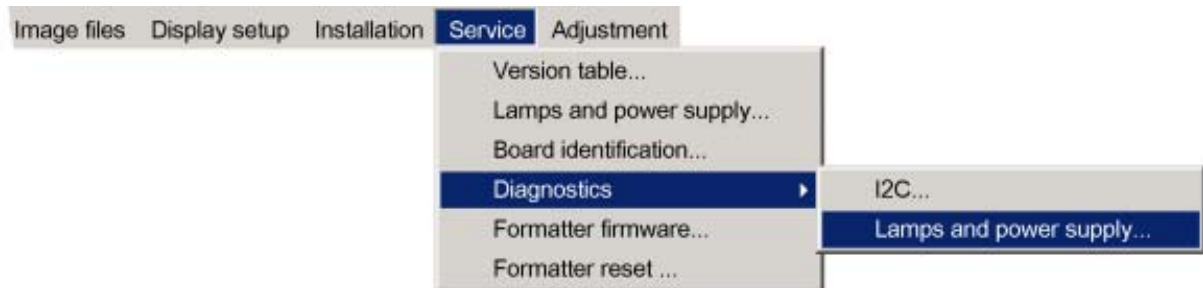 Image files Display setup Installation Service Adjustment
Version table...
Lamps and power supply...
Board identification...
Diagnostics
I2C...
Formatter firmware...
Lamps and power supply...
Formatter reset ...